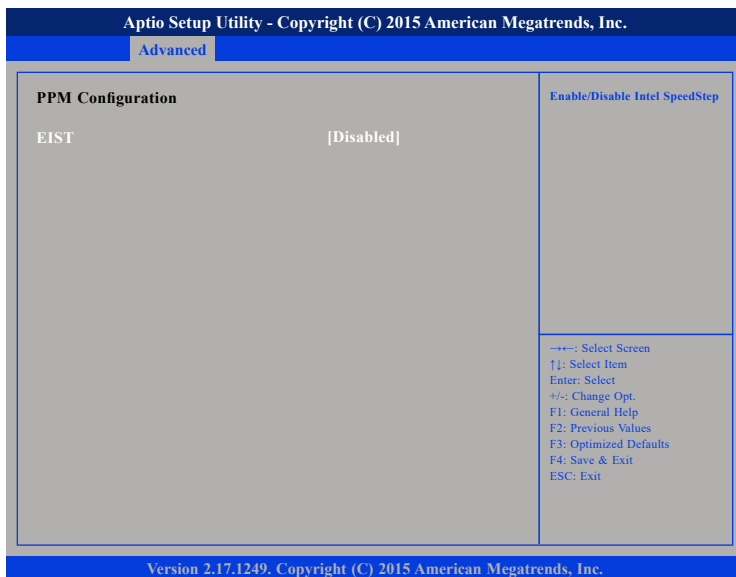 Aptio Setup Utility - Copyright (C) 2015 American Megatrends, Inc.
Advanced
PPM Configuration
EIST [Disabled]
Enable/Disable Intel SpeedStep
→←: Select Screen
↑↓: Select Item
Enter: Select
+/-: Change Opt.
F1: General Help
F2: Previous Values
F3: Optimized Defaults
F4: Save & Exit
ESC: Exit
Version 2.17.1249. Copyright (C) 2015 American Megatrends, Inc.